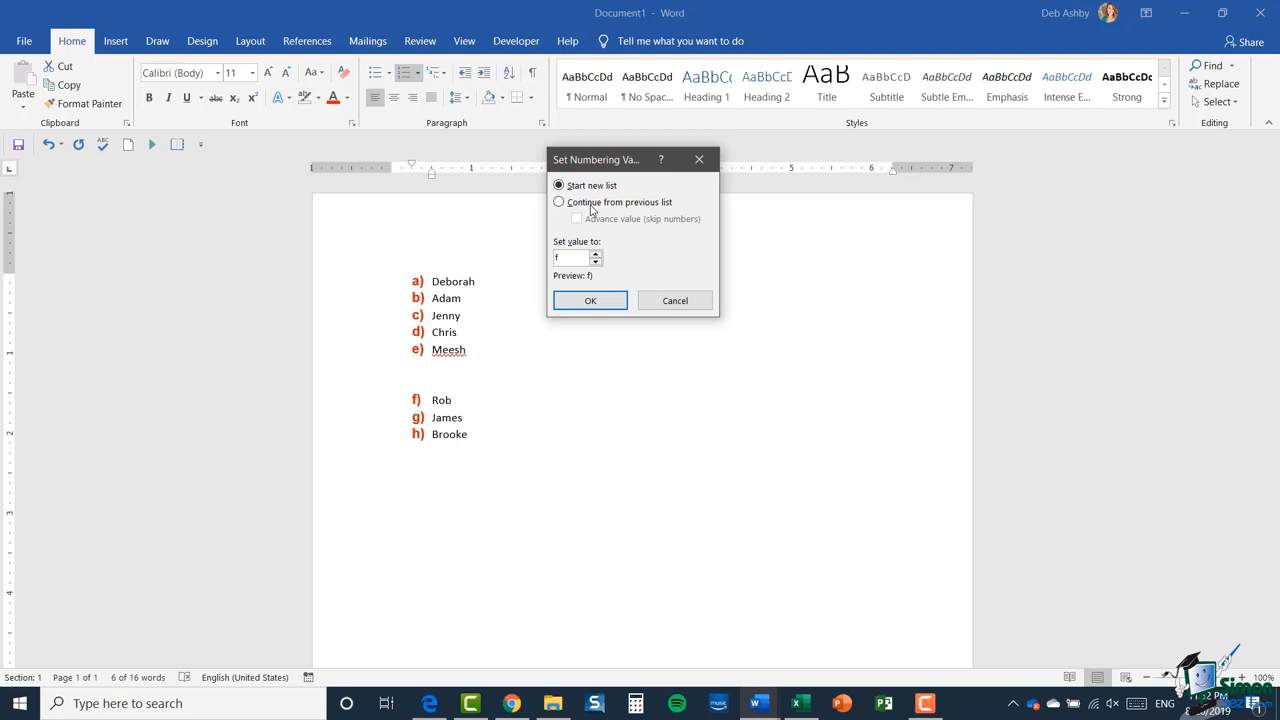 Document1 - Word
Deb Ashby
File Home Insert Draw Design Layout References Mailings Review View Developer Help Tell me what you want to do Share
Paste
Cut
Copy
Format Painter
Clipboard
Calibri (Body) 11
Font
Paragraph
AaBbCcDd AaBbCcDd AaBbCcDd AaBbCcD AaB AaBbCcDd AaBbCcDd AaBbCcDd AaBbCcDd AaBbCcDc
¶ Normal ¶ No Spac... Heading 1 Heading 2 Title Subtitle Subtle Em... Emphasis Intense E... Strong
Styles
Find
Replace
Select
Editing
Set Numbering Va...
Start new list
Continue from previous list
Advance value (skip numbers)
Set value to:
f
Preview: f)
OK Cancel
a) Deborah
b) Adam
c) Jenny
d) Chris
e) Meesh
f) Rob
g) James
h) Brooke
Section: 1 Page 1 of 1 6 of 16 words English (United States) 100%
Type here to search
ENG
Simon